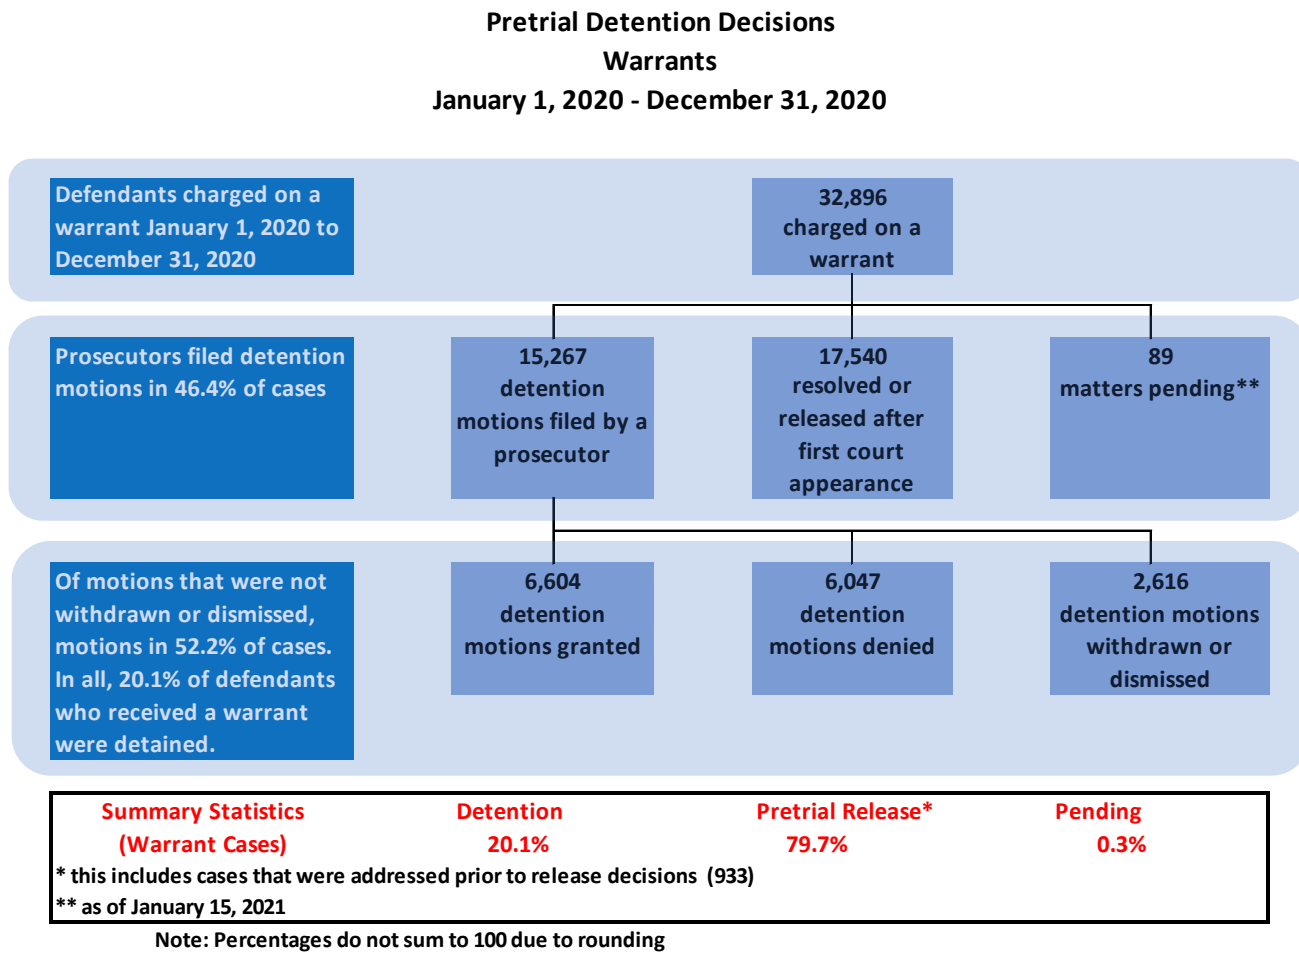 Pretrial Detention Decisions
Warrants
January 1, 2020 - December 31, 2020
Defendants charged on a
warrant January 1, 2020 to
December 31, 2020
32,896
charged on a
warrant
Prosecutors filed detention
motions in 46.4% of cases
15,267
detention
motions filed by a
prosecutor
17,540
resolved or
released after
first court
appearance
89
matters pending**
Of motions that were not
withdrawn or dismissed,
motions in 52.2% of cases.
In all, 20.1% of defendants
who received a warrant
were detained.
6,604
detention
motions granted
6,047
detention
motions denied
2,616
detention motions
withdrawn or
dismissed
Summary Statistics Detention Pretrial Release* Pending
(Warrant Cases) 20.1% 79.7% 0.3%
* this includes cases that were addressed prior to release decisions (933)
** as of January 15, 2021
Note: Percentages do not sum to 100 due to rounding